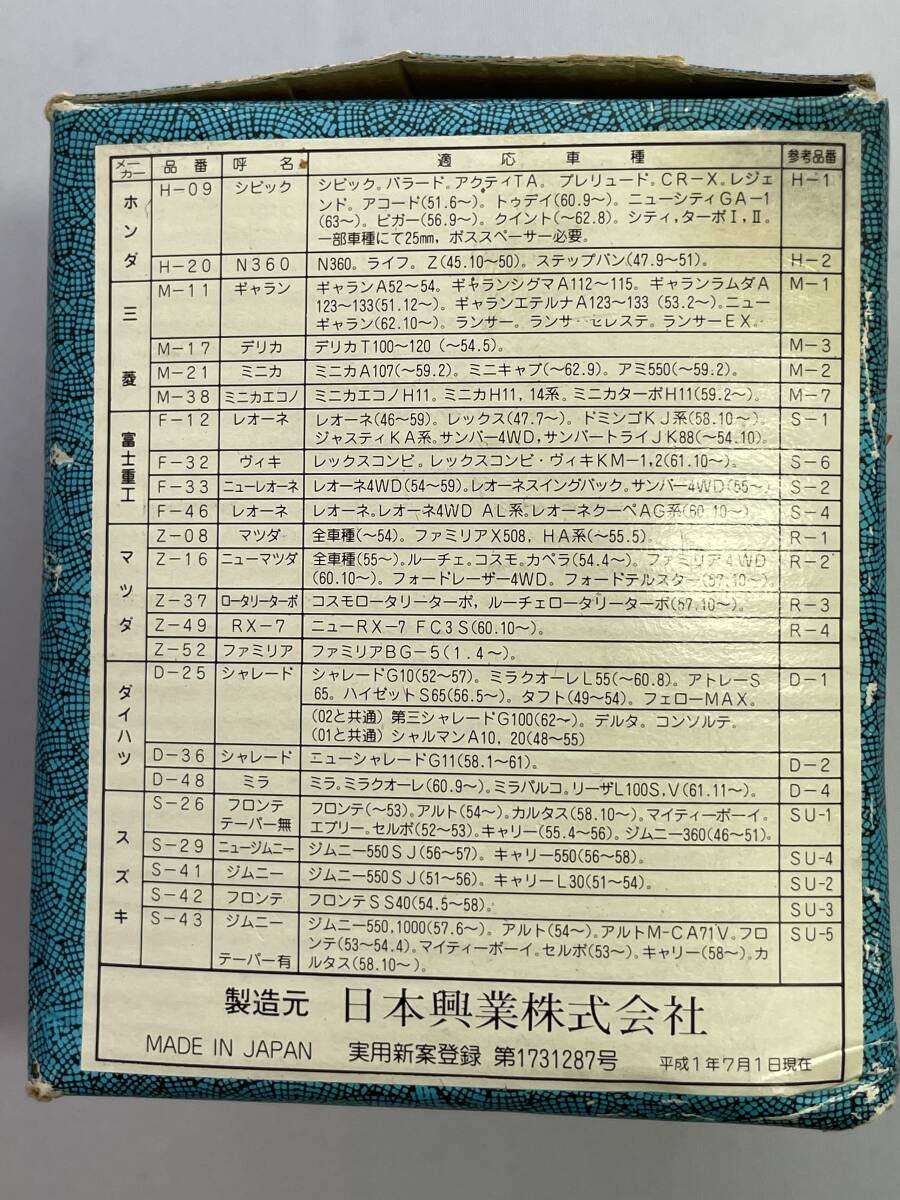 メーカー 品番 呼名 適応車種 参考品番
ホンダ
H-09 シビック シビック。バラード。アクティTA。プレリュード。CR-X。レジェ H-1
ンド。アコード(51.6〜)。トゥデイ(60.9〜)。ニューシティGA-1
(63〜)。ビガー(56.9〜)。クイント(〜62.8)。シティ,ターボI,II。
一部車種にて25mm,ボススペーサー必要。
H-20 N360 N360。ライフ。Z(45.10〜50)。ステップバン(47.9〜51)。 H-2
三菱
M-11 ギャラン ギャランA52〜54。ギャランシグマA112〜115。ギャランラムダA M-1
123〜133(51.12〜)。ギャランエテルナA123〜133(53.2〜)。ニュー
ギャラン(62.10〜)。ランサー。ランサ・セレステ。ランサーEX。
M-17 デリカ デリカT100〜120(〜54.5)。 M-3
M-21 ミニカ ミニカA107(〜59.2)。ミニキャブ(〜62.9)。アミ550(〜59.2)。 M-2
M-38 ミニカエコノ ミニカエコノH11。ミニカH11,14系。ミニカターボH11(59.2〜)。 M-7
富士重工
F-12 レオーネ レオーネ(46〜59)。レックス(47.7〜)。ドミンゴKJ系(58.10〜)。 S-1
ジャスティKA系。サンバー4WD,サンバートライJK88(〜54.10)。
F-32 ヴィキ レックスコンビ。レックスコンビ・ヴィキKM-1,2(61.10〜)。 S-6
F-33 ニューレオーネ レオーネ4WD(54〜59)。レオーネスイングバック。サンバー4WD(55〜)。 S-2
F-46 レオーネ レオーネ。レオーネ4WD AL系。レオーネクーペAG系(60.10〜)。 S-4
マツダ
Z-08 マツダ 全車種(〜54)。ファミリアX508,HA系(〜55.5)。 R-1
Z-16 ニューマツダ 全車種(55〜)。ルーチェ。コスモ。カペラ(54.4〜)。ファミリア4WD R-2
(60.10〜)。フォードレーザー4WD。フォードテルスター(57.10〜)。
Z-37 ロータリーターボ コスモロータリーターボ,ルーチェロータリーターボ(57.10〜)。 R-3
Z-49 RX-7 ニューRX-7 FC3S(60.10〜)。 R-4
Z-52 ファミリア ファミリアBG-5(1.4〜)。
ダイハツ
D-25 シャレード シャレードG10(52〜57)。ミラクオーレL55(〜60.8)。アトレーS D-1
65。ハイゼットS65(56.5〜)。タフト(49〜54)。フェローMAX。
(02と共通)第三シャレードG100(62〜)。デルタ。コンソルテ。
(01と共通)シャルマンA10,20(48〜55)
D-36 シャレード ニューシャレードG11(58.1〜61)。 D-2
D-48 ミラ ミラ。ミラクオーレ(60.9〜)。ミラパルコ。リーザL100S,V(61.11〜)。 D-4
スズキ
S-26 フロンテ フロンテ(〜53)。アルト(54〜)。カルタス(58.10〜)。マイティーボーイ。 SU-1
テーパー無 エブリー。セルボ(52〜53)。キャリー(55.4〜56)。ジムニー360(46〜51)。
S-29 ニュージムニー ジムニー550SJ(56〜57)。キャリー550(56〜58)。 SU-4
S-41 ジムニー ジムニー550SJ(51〜56)。キャリーL30(51〜54)。 SU-2
S-42 フロンテ フロンテSS40(54.5〜58)。 SU-3
S-43 ジムニー ジムニー550,1000(57.6〜)。アルト(54〜)。アルトM-CA71V。フロ SU-5
ンテ(53〜54.4)。マイティーボーイ。セルボ(53〜)。キャリー(58〜)。カ
テーパー有 ルタス(58.10〜)。
製造元 日本興業株式会社
MADE IN JAPAN 実用新案登録 第1731287号 平成1年7月1日現在